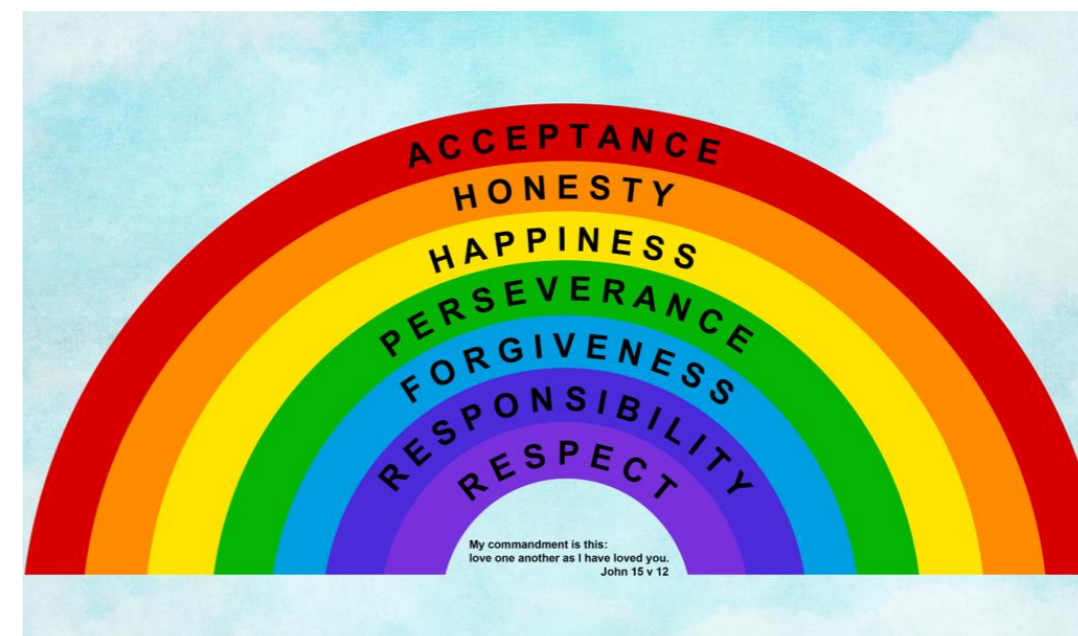 ACCEPTANCE
HONESTY
HAPPINESS
PERSEVERANCE
FORGIVENESS
RESPONSIBILITY
RESPECT
My commandment is this:
love one another as I have loved you.
John 15 v 12